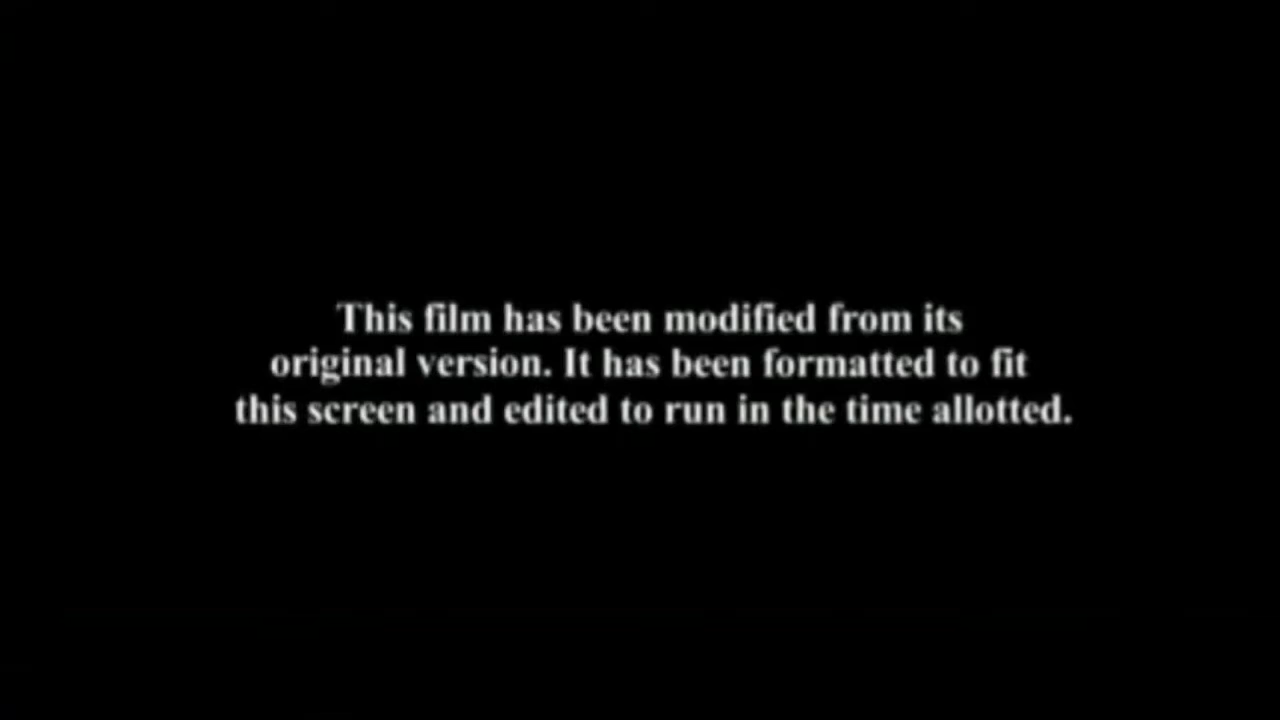 This film has been modified from its
original version. It has been formatted to fit
this screen and edited to run in the time allotted.